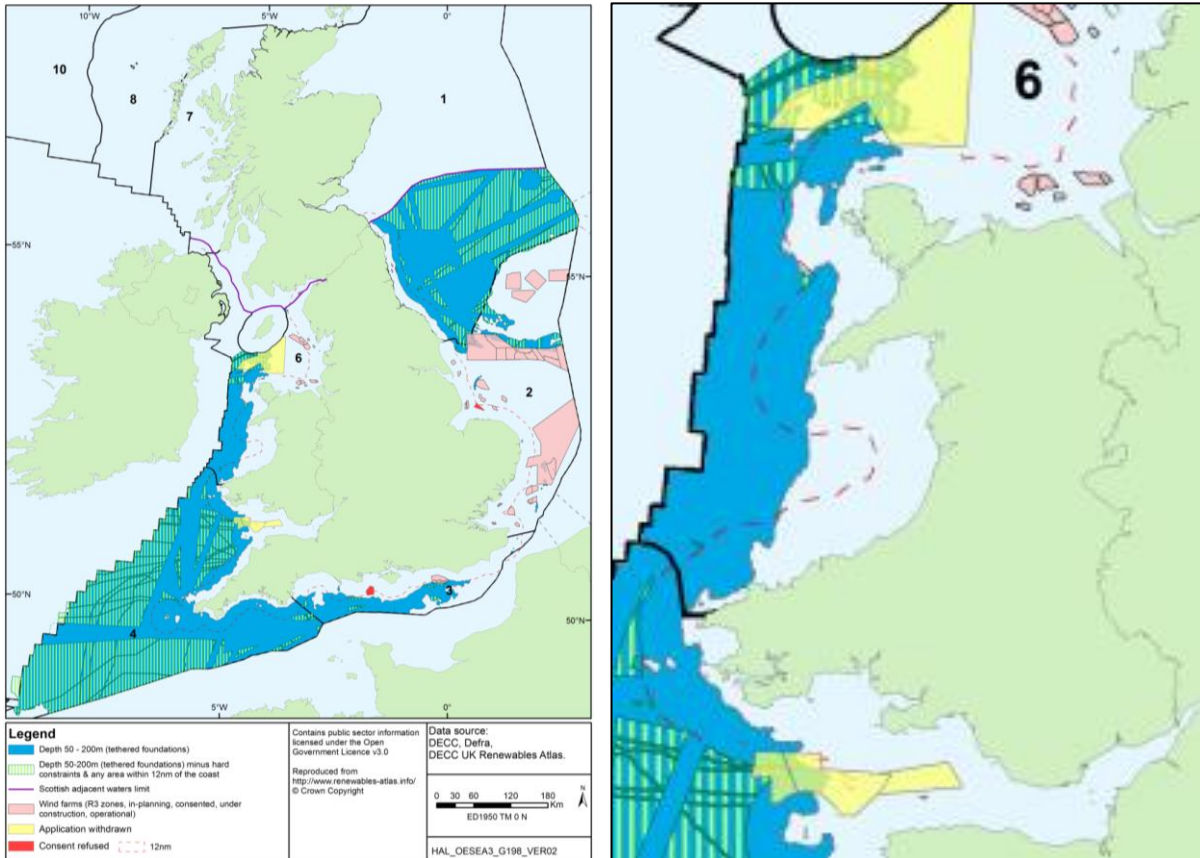 10°W
5°W
0°
10
8
7
1
55°N
55°N
6
2
3
50°N
50°N
4
5°W
0°
Legend
Depth 50 - 200m (tethered foundations)
Depth 50-200m (tethered foundations) minus hard
constraints & any area within 12nm of the coast
Scottish adjacent waters limit
Wind farms (R3 zones, in-planning, consented, under
construction, operational)
Application withdrawn
Consent refused
12nm
Contains public sector information
licensed under the Open
Government Licence v3.0
Reproduced from
http://www.renewables-atlas.info/
© Crown Copyright
Data source:
DECC, Defra,
DECC UK Renewables Atlas.
0 30 60 120 180
Km
N
ED1950 TM 0 N
HAL_OESEA3_G198_VER02
6